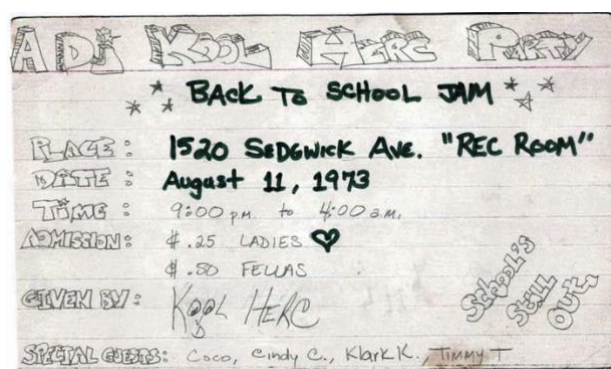 A DJ KOOL HERC PARTY
BACK TO SCHOOL JAM
PLACE: 1520 SEDGWICK AVE. "REC ROOM"
DATE: August 11, 1973
TIME: 9:00 p.m. to 4:00 a.m.
ADMISSION: $.25 LADIES ♥
$.50 FELLAS
SCHOOL'S STILL OUT
GIVEN BY: KOOL HERC
SPECIAL GUESTS: Coco, Cindy C., Klark K., Timmy T